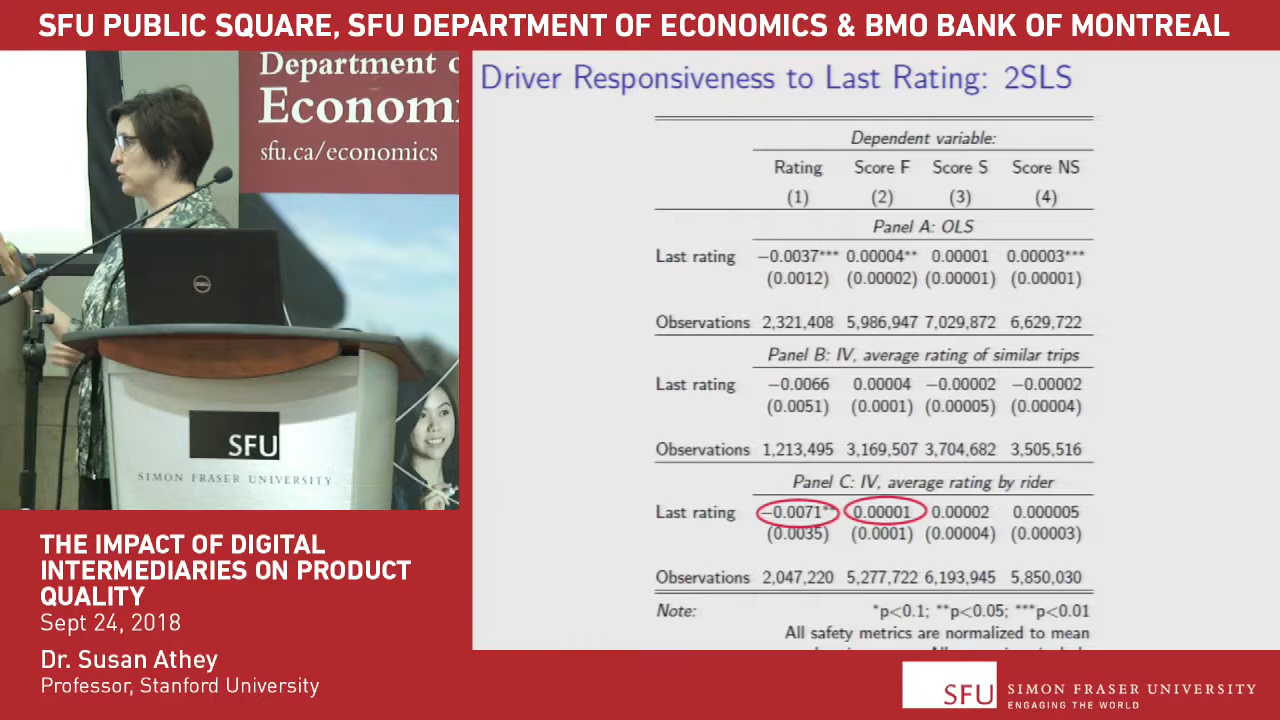 SFU PUBLIC SQUARE, SFU DEPARTMENT OF ECONOMICS & BMO BANK OF MONTREAL
Department o
Econom
sfu.ca/economics
SFU
SIMON FRASER UNIVERSITY
Driver Responsiveness to Last Rating: 2SLS
Dependent variable:
Rating Score F Score S Score NS
(1) (2) (3) (4)
Panel A: OLS
Last rating −0.0037*** 0.00004** 0.00001 0.00003***
(0.0012) (0.00002) (0.00001) (0.00001)
Observations 2,321,408 5,986,947 7,029,872 6,629,722
Panel B: IV, average rating of similar trips
Last rating −0.0066 0.00004 −0.00002 −0.00002
(0.0051) (0.0001) (0.00005) (0.00004)
Observations 1,213,495 3,169,507 3,704,682 3,505,516
Panel C: IV, average rating by rider
Last rating −0.0071** 0.00001 0.00002 0.000005
(0.0035) (0.0001) (0.00004) (0.00003)
Observations 2,047,220 5,277,722 6,193,945 5,850,030
Note: *p<0.1; **p<0.05; ***p<0.01
All safety metrics are normalized to mean
THE IMPACT OF DIGITAL
INTERMEDIARIES ON PRODUCT
QUALITY
Sept 24, 2018
Dr. Susan Athey
Professor, Stanford University
SFU
SIMON FRASER UNIVERSITY
ENGAGING THE WORLD